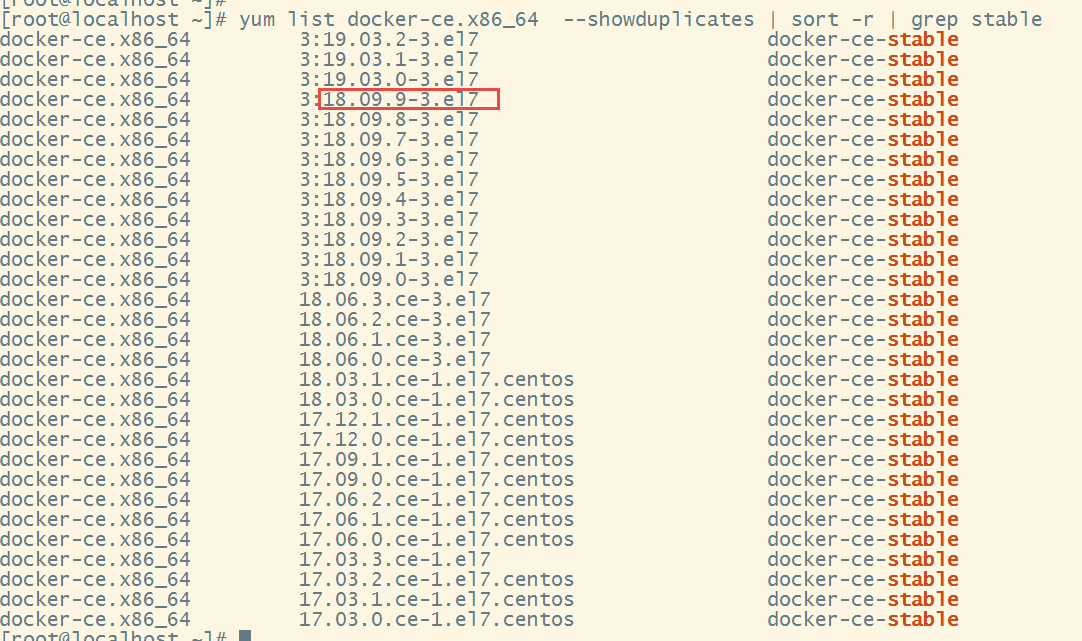 [root@localhost ~]#
[root@localhost ~]# yum list docker-ce.x86_64  --showduplicates | sort -r | grep stable
docker-ce.x86_64         3:19.03.2-3.el7                        docker-ce-stable
docker-ce.x86_64         3:19.03.1-3.el7                        docker-ce-stable
docker-ce.x86_64         3:19.03.0-3.el7                        docker-ce-stable
docker-ce.x86_64         3:18.09.9-3.el7                        docker-ce-stable
docker-ce.x86_64         3:18.09.8-3.el7                        docker-ce-stable
docker-ce.x86_64         3:18.09.7-3.el7                        docker-ce-stable
docker-ce.x86_64         3:18.09.6-3.el7                        docker-ce-stable
docker-ce.x86_64         3:18.09.5-3.el7                        docker-ce-stable
docker-ce.x86_64         3:18.09.4-3.el7                        docker-ce-stable
docker-ce.x86_64         3:18.09.3-3.el7                        docker-ce-stable
docker-ce.x86_64         3:18.09.2-3.el7                        docker-ce-stable
docker-ce.x86_64         3:18.09.1-3.el7                        docker-ce-stable
docker-ce.x86_64         3:18.09.0-3.el7                        docker-ce-stable
docker-ce.x86_64         18.06.3.ce-3.el7                       docker-ce-stable
docker-ce.x86_64         18.06.2.ce-3.el7                       docker-ce-stable
docker-ce.x86_64         18.06.1.ce-3.el7                       docker-ce-stable
docker-ce.x86_64         18.06.0.ce-3.el7                       docker-ce-stable
docker-ce.x86_64         18.03.1.ce-1.el7.centos                docker-ce-stable
docker-ce.x86_64         18.03.0.ce-1.el7.centos                docker-ce-stable
docker-ce.x86_64         17.12.1.ce-1.el7.centos                docker-ce-stable
docker-ce.x86_64         17.12.0.ce-1.el7.centos                docker-ce-stable
docker-ce.x86_64         17.09.1.ce-1.el7.centos                docker-ce-stable
docker-ce.x86_64         17.09.0.ce-1.el7.centos                docker-ce-stable
docker-ce.x86_64         17.06.2.ce-1.el7.centos                docker-ce-stable
docker-ce.x86_64         17.06.1.ce-1.el7.centos                docker-ce-stable
docker-ce.x86_64         17.06.0.ce-1.el7.centos                docker-ce-stable
docker-ce.x86_64         17.03.3.ce-1.el7                       docker-ce-stable
docker-ce.x86_64         17.03.2.ce-1.el7.centos                docker-ce-stable
docker-ce.x86_64         17.03.1.ce-1.el7.centos                docker-ce-stable
docker-ce.x86_64         17.03.0.ce-1.el7.centos                docker-ce-stable
[root@localhost ~]#